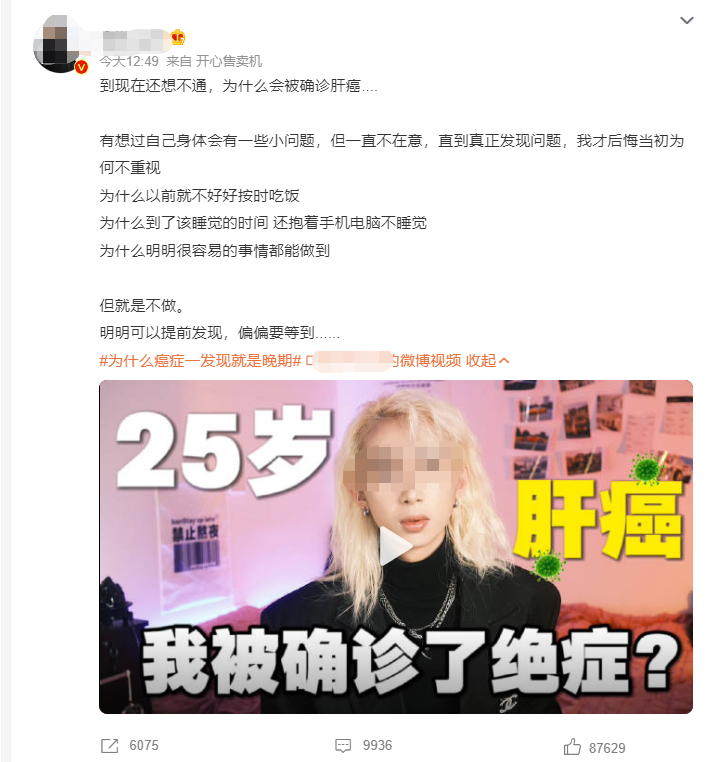 今天12:49 来自 开心售卖机
到现在还想不通，为什么会被确诊肝癌....
有想过自己身体会有一些小问题，但一直不在意，直到真正发现问题，我才后悔当初为
何不重视
为什么以前就不好好按时吃饭
为什么到了该睡觉的时间 还抱着手机电脑不睡觉
为什么明明很容易的事情都能做到
但就是不做。
明明可以提前发现，偏偏要等到......
#为什么癌症一发现就是晚期# 的微博视频 收起
25岁
禁止熬夜
肝癌
我被确诊了绝症？
6075 9936 87629